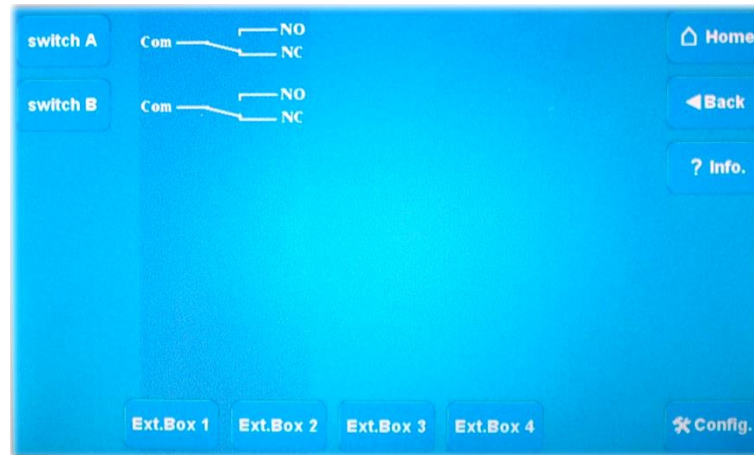 switch A
Com
NO
NC
Home
switch B
Com
NO
NC
Back
? Info.
Ext.Box 1
Ext.Box 2
Ext.Box 3
Ext.Box 4
Config.